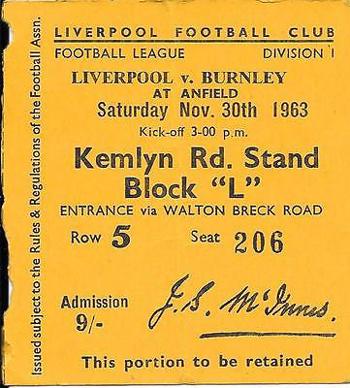 LIVERPOOL FOOTBALL CLUB
FOOTBALL LEAGUE DIVISION I
LIVERPOOL v. BURNLEY
AT ANFIELD
Saturday Nov. 30th 1963
Kick-off 3-00 p.m.
Kemlyn Rd. Stand
Block "L"
ENTRANCE via WALTON BRECK ROAD
Row 5 Seat 206
Admission
9/-
J. S. McInnes.
This portion to be retained
Issued subject to the Rules & Regulations of the Football Assn.